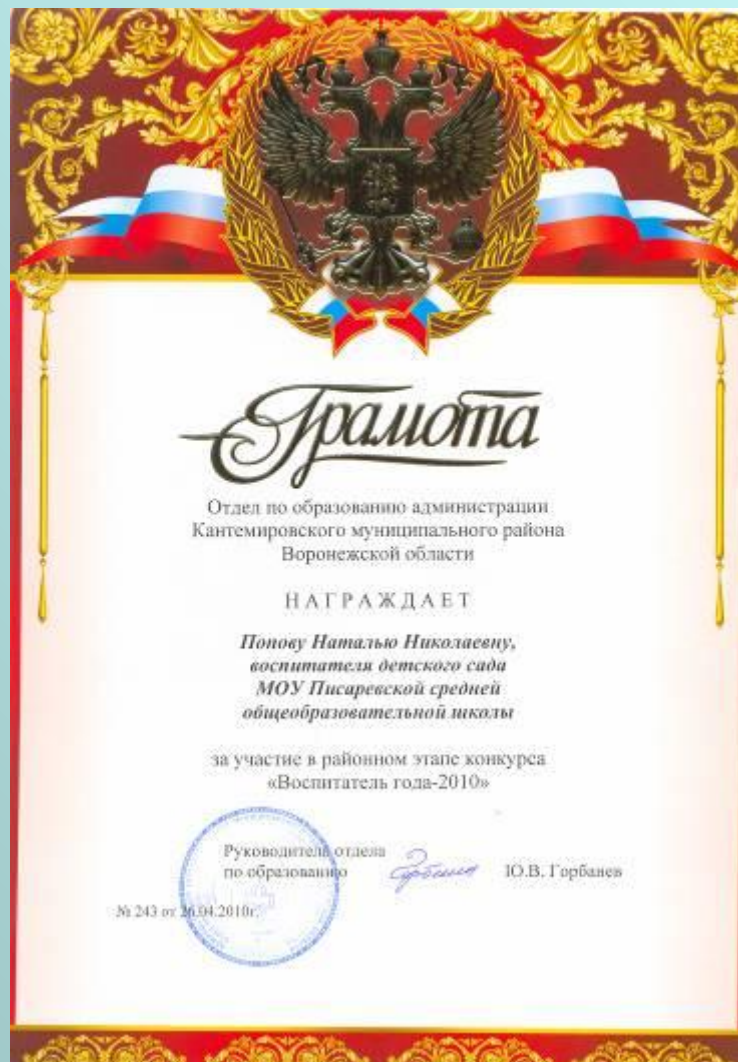 Грамота
Отдел по образованию администрации
Кантемировского муниципального района
Воронежской области
НАГРАЖДАЕТ
Попову Наталью Николаевну,
воспитателя детского сада
МОУ Писаревской средней
общеобразовательной школы
за участие в районном этапе конкурса
«Воспитатель года-2010»
Руководитель отдела
по образованию Ю.В. Горбанев
№ 243 от 26.04.2010г.